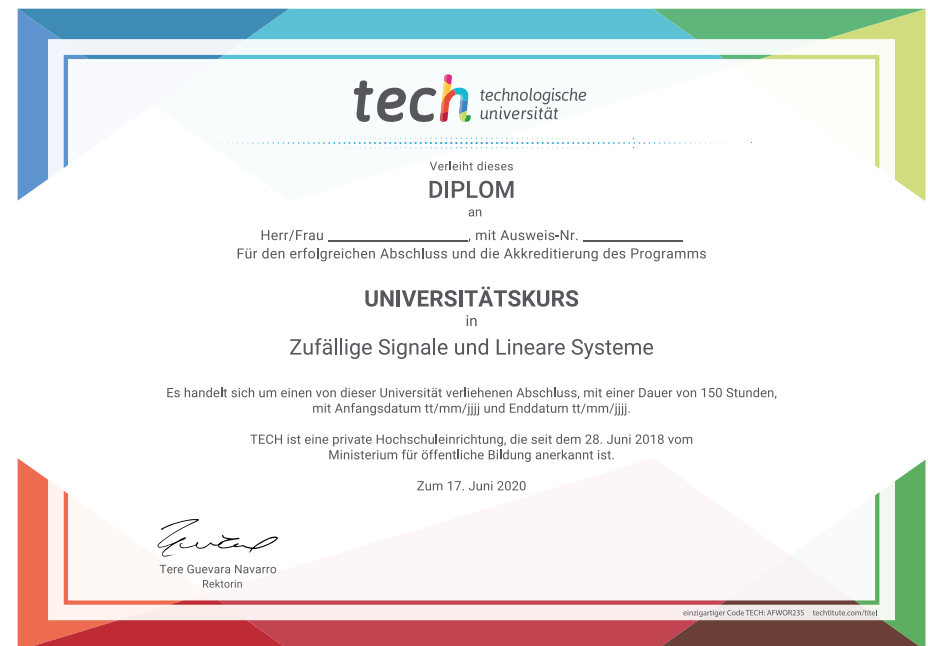 tech technologische
universität
Verleiht dieses
DIPLOM
an
Herr/Frau ____________________, mit Ausweis-Nr. ______________
Für den erfolgreichen Abschluss und die Akkreditierung des Programms
UNIVERSITÄTSKURS
in
Zufällige Signale und Lineare Systeme
Es handelt sich um einen von dieser Universität verliehenen Abschluss, mit einer Dauer von 150 Stunden,
mit Anfangsdatum tt/mm/jjjj und Enddatum tt/mm/jjjj.
TECH ist eine private Hochschuleinrichtung, die seit dem 28. Juni 2018 vom
Ministerium für öffentliche Bildung anerkannt ist.
Zum 17. Juni 2020
Tere Guevara Navarro
Rektorin
einzigartiger Code TECH: AFWOR235 techtitute.com/titel